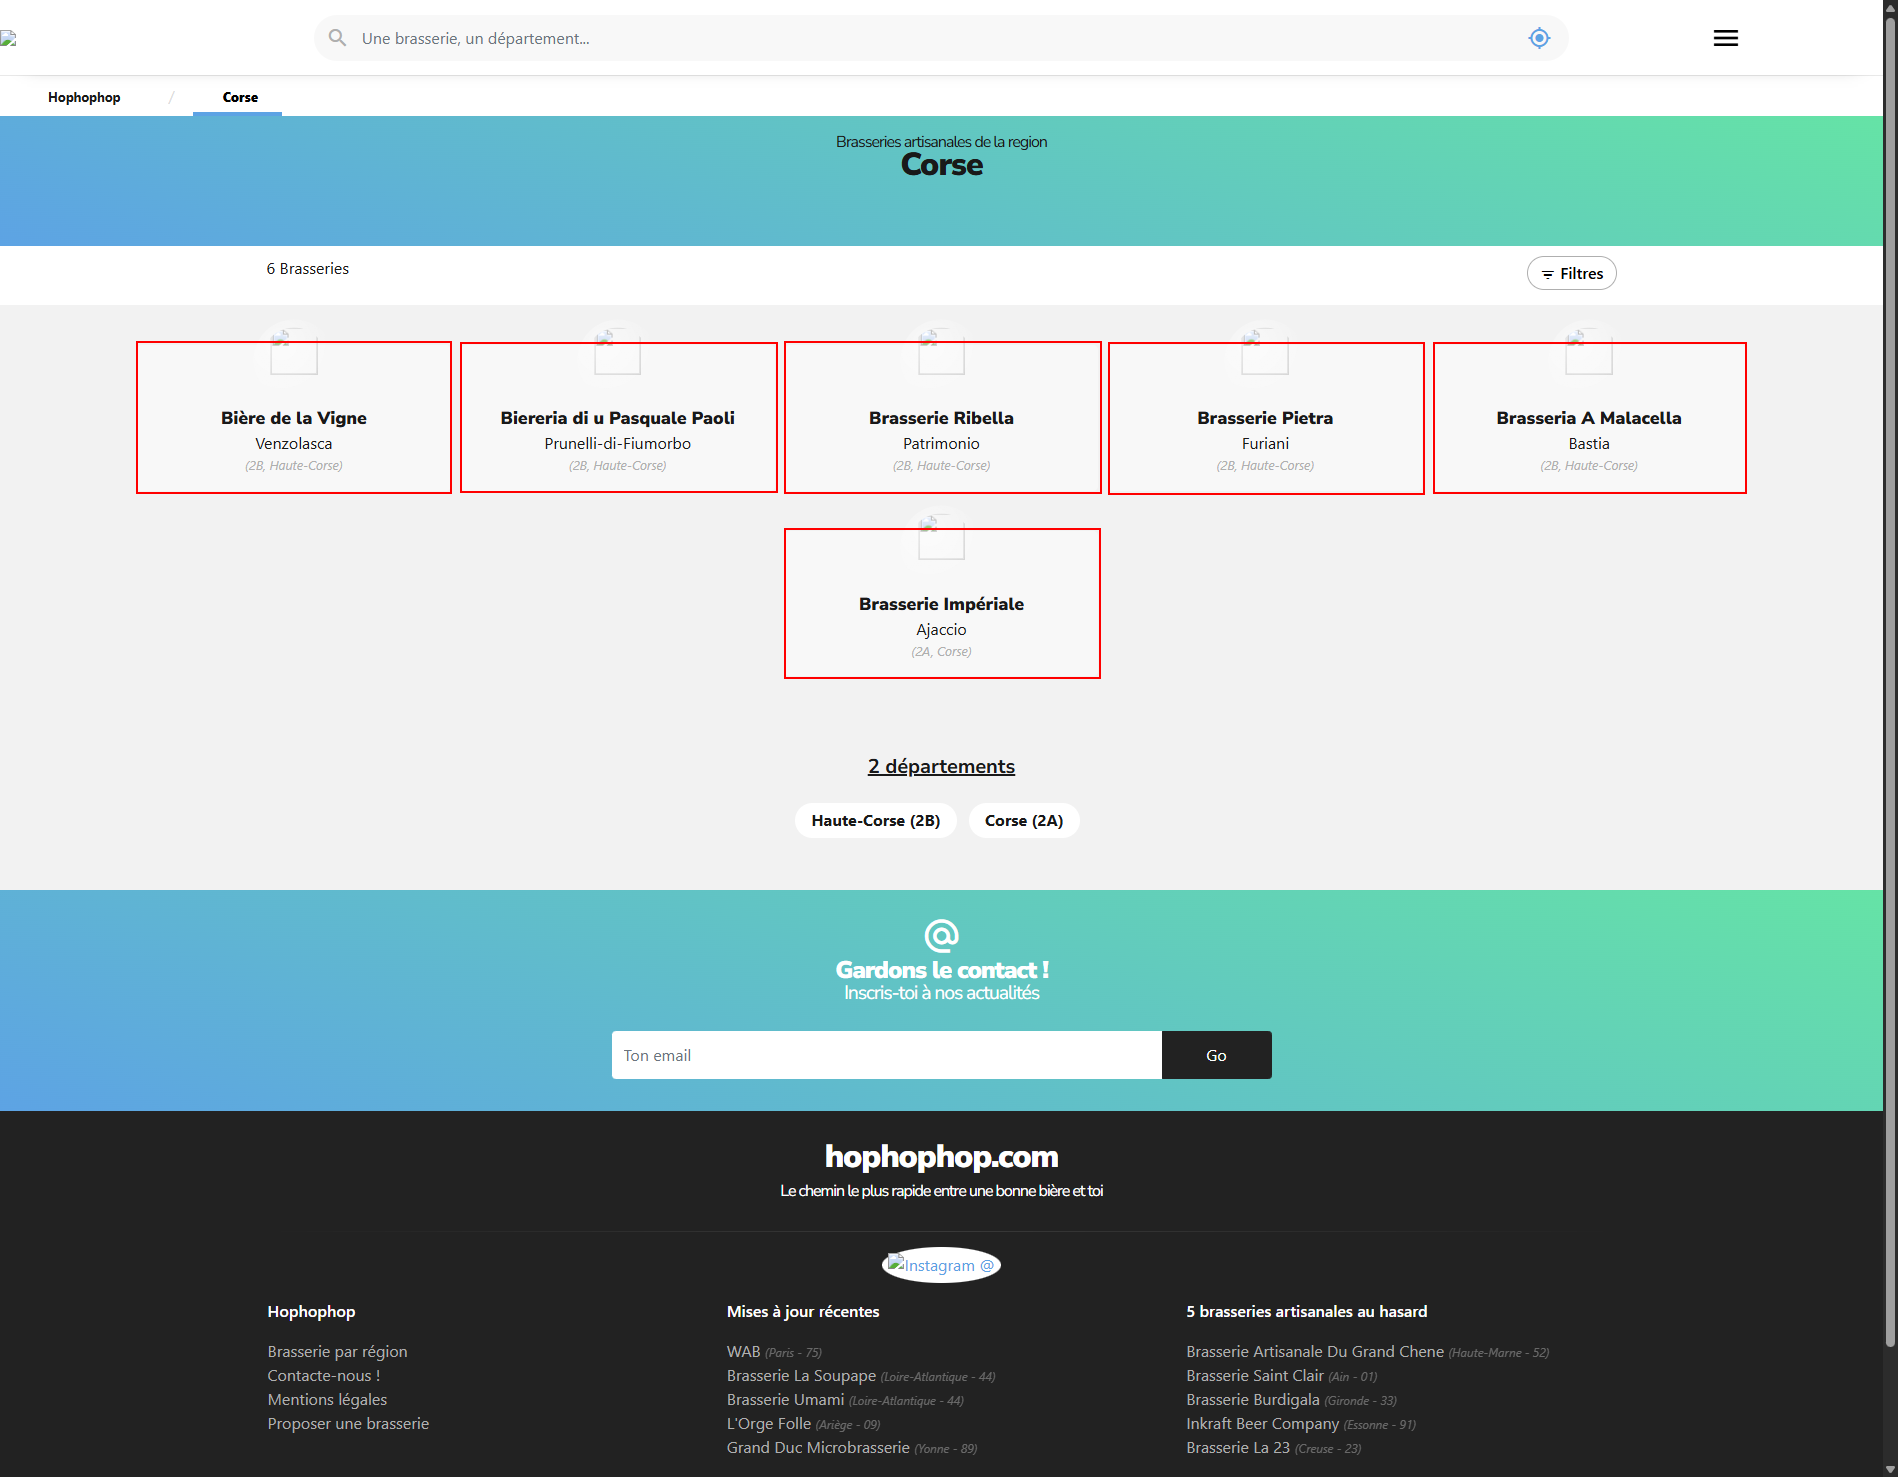 Une brasserie, un département...
Hophophop / Corse
Brasseries artisanales de la region
Corse
6 Brasseries
Filtres
Bière de la Vigne
Venzolasca
(2B, Haute-Corse)
Biereria di u Pasquale Paoli
Prunelli-di-Fiumorbo
(2B, Haute-Corse)
Brasserie Ribella
Patrimonio
(2B, Haute-Corse)
Brasserie Pietra
Furiani
(2B, Haute-Corse)
Brasseria A Malacella
Bastia
(2B, Haute-Corse)
Brasserie Impériale
Ajaccio
(2A, Corse)
2 départements
Haute-Corse (2B)
Corse (2A)
@
Gardons le contact !
Inscris-toi à nos actualités
Ton email
Go
hophophop.com
Le chemin le plus rapide entre une bonne bière et toi
Instagram @
Hophophop
Brasserie par région
Contacte-nous !
Mentions légales
Proposer une brasserie
Mises à jour récentes
WAB (Paris - 75)
Brasserie La Soupape (Loire-Atlantique - 44)
Brasserie Umami (Loire-Atlantique - 44)
L'Orge Folle (Ariège - 09)
Grand Duc Microbrasserie (Yonne - 89)
5 brasseries artisanales au hasard
Brasserie Artisanale Du Grand Chene (Haute-Marne - 52)
Brasserie Saint Clair (Ain - 01)
Brasserie Burdigala (Gironde - 33)
Inkraft Beer Company (Essonne - 91)
Brasserie La 23 (Creuse - 23)